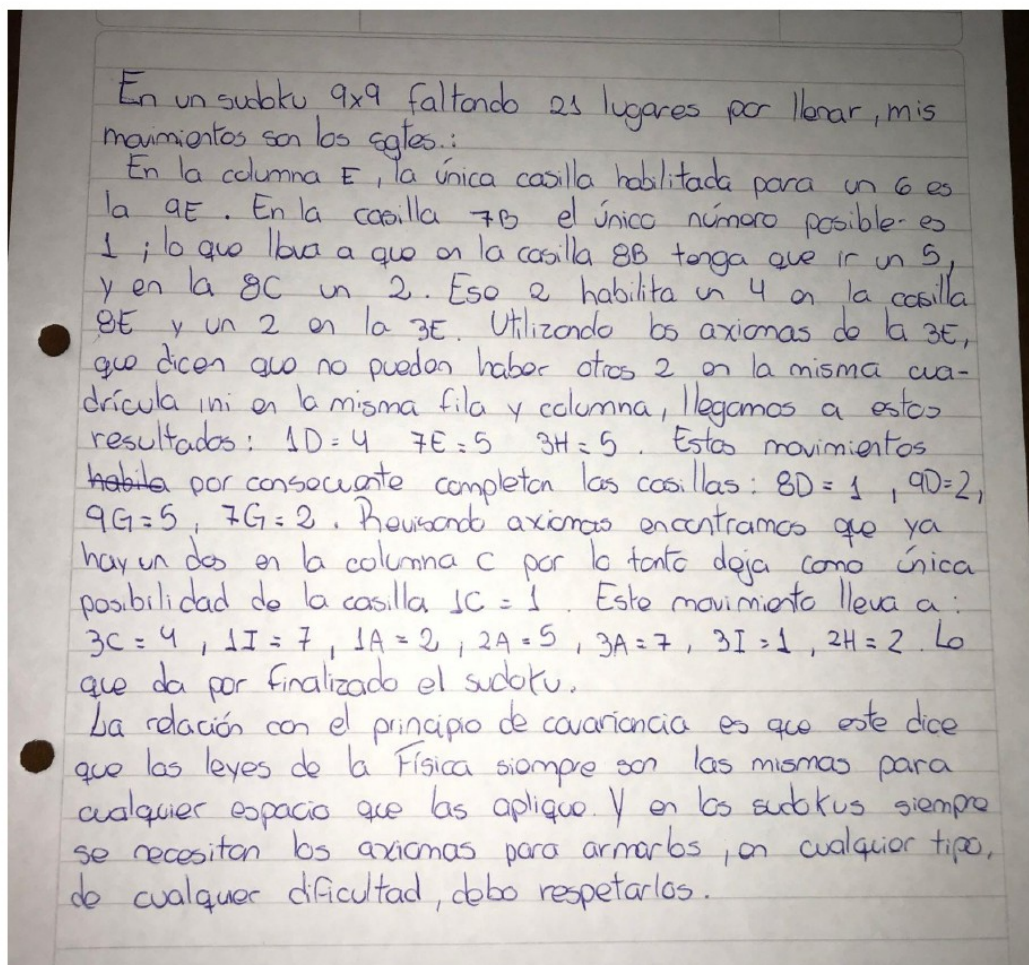 En un sudoku 9x9 faltando 21 lugares por llenar, mis
movimientos son los sgtes.:
En la columna E, la única casilla habilitada para un 6 es
la 9E. En la casilla 7B el único número posible es
1, lo que lleva a que en la casilla 8B tenga que ir un 5,
y en la 8C un 2. Ese 2 habilita un 4 en la casilla
8E y un 2 en la 3E. Utilizando los axiomas de la 3E,
que dicen que no pueden haber otros 2 en la misma cua-
drícula, ni en la misma fila y columna, llegamos a estos
resultados: 1D=4 7E=5 3H=5. Estos movimientos
habila por consecuente completan las casillas: 8D=1, 9D=2,
9G=5, 7G=2. Revisando axiomas encontramos que ya
hay un dos en la columna C por lo tanto deja como única
posibilidad de la casilla 1C=1. Este movimiento lleva a:
3C=4, 1I=7, 1A=2, 2A=5, 3A=7, 3I=1, 2H=2. Lo
que da por finalizado el sudoku.
La relación con el principio de covariancia es que este dice
que las leyes de la Física siempre son las mismas para
cualquier espacio que las aplique. Y en los sudokus siempre
se necesitan los axiomas para armarlos, en cualquier tipo,
de cualquer dificultad, debo respetarlos.